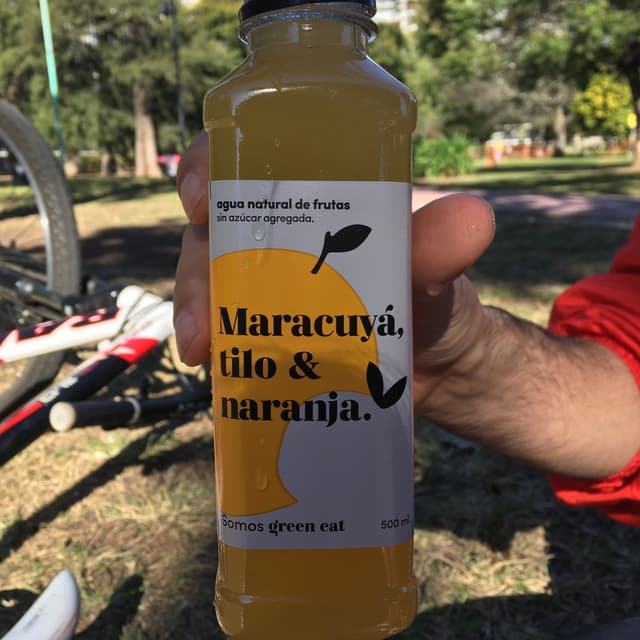 agua natural de frutas
sin azúcar agregada.
Maracuyá,
tilo &
naranja.
Somos green eat
500 ml